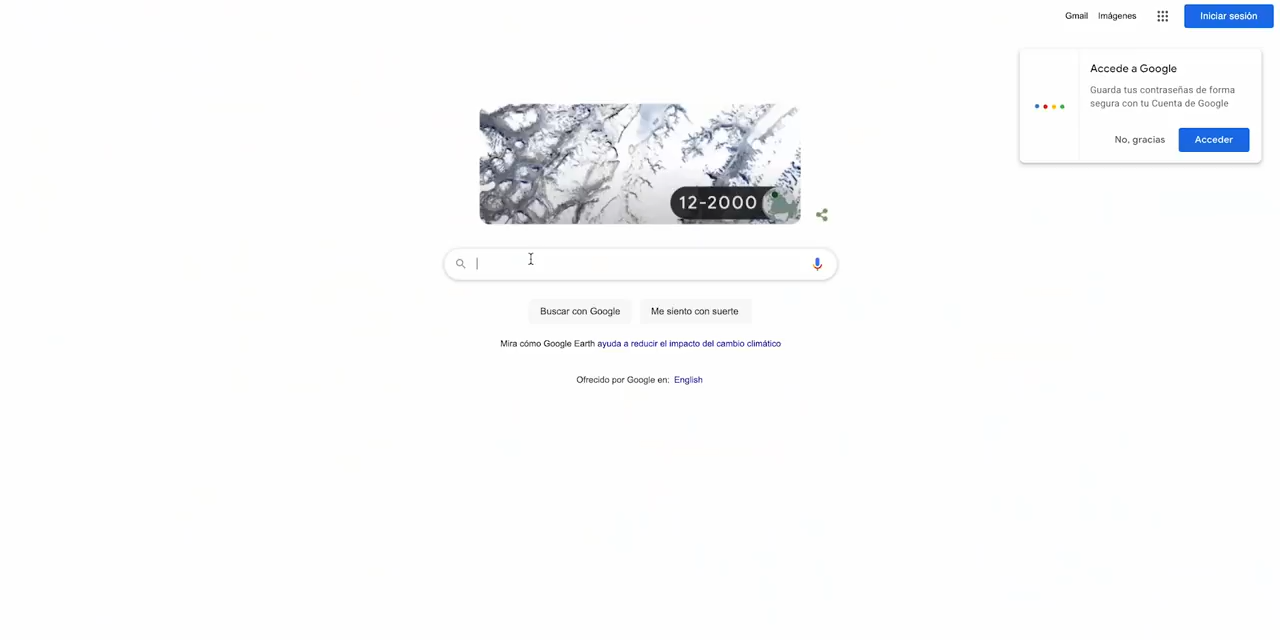 Gmail Imágenes Iniciar sesión
Accede a Google
Guarda tus contraseñas de forma
segura con tu Cuenta de Google
No, gracias Acceder
12-2000
Buscar con Google Me siento con suerte
Mira cómo Google Earth ayuda a reducir el impacto del cambio climático
Ofrecido por Google en: English